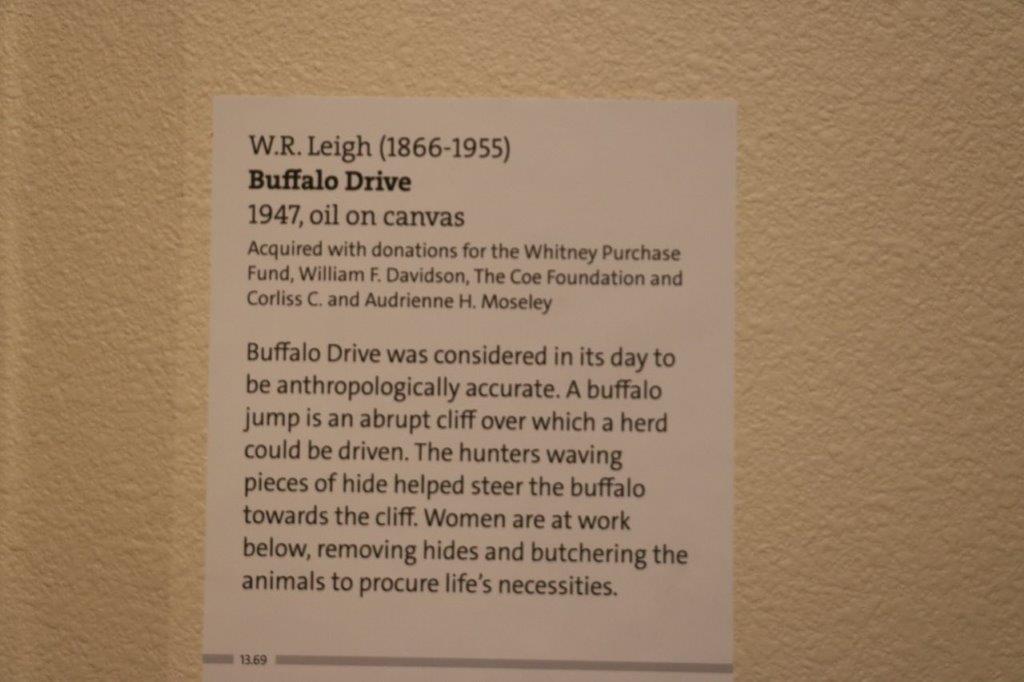 W.R. Leigh (1866-1955)
Buffalo Drive
1947, oil on canvas
Acquired with donations for the Whitney Purchase
Fund, William F. Davidson, The Coe Foundation and
Corliss C. and Audrienne H. Moseley
Buffalo Drive was considered in its day to
be anthropologically accurate. A buffalo
jump is an abrupt cliff over which a herd
could be driven. The hunters waving
pieces of hide helped steer the buffalo
towards the cliff. Women are at work
below, removing hides and butchering the
animals to procure life's necessities.
13.69